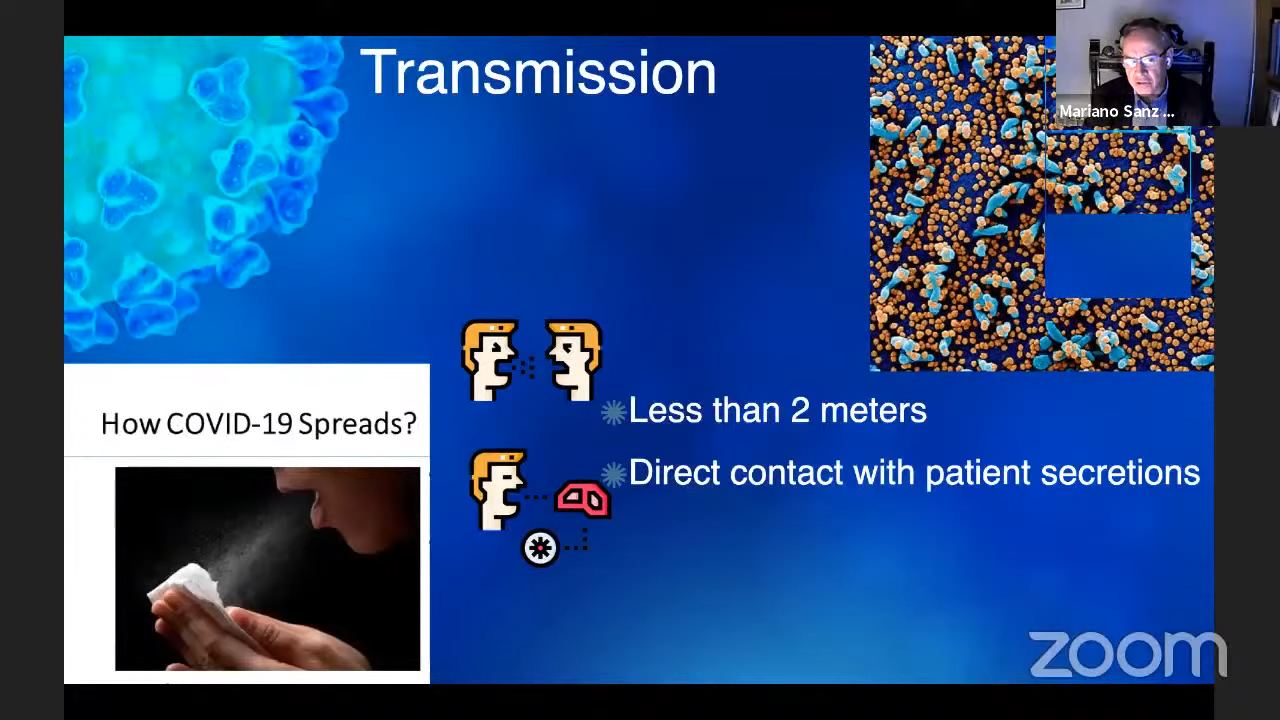 Transmission
Mariano Sanz ...
How COVID-19 Spreads?
Less than 2 meters
Direct contact with patient secretions
zoom